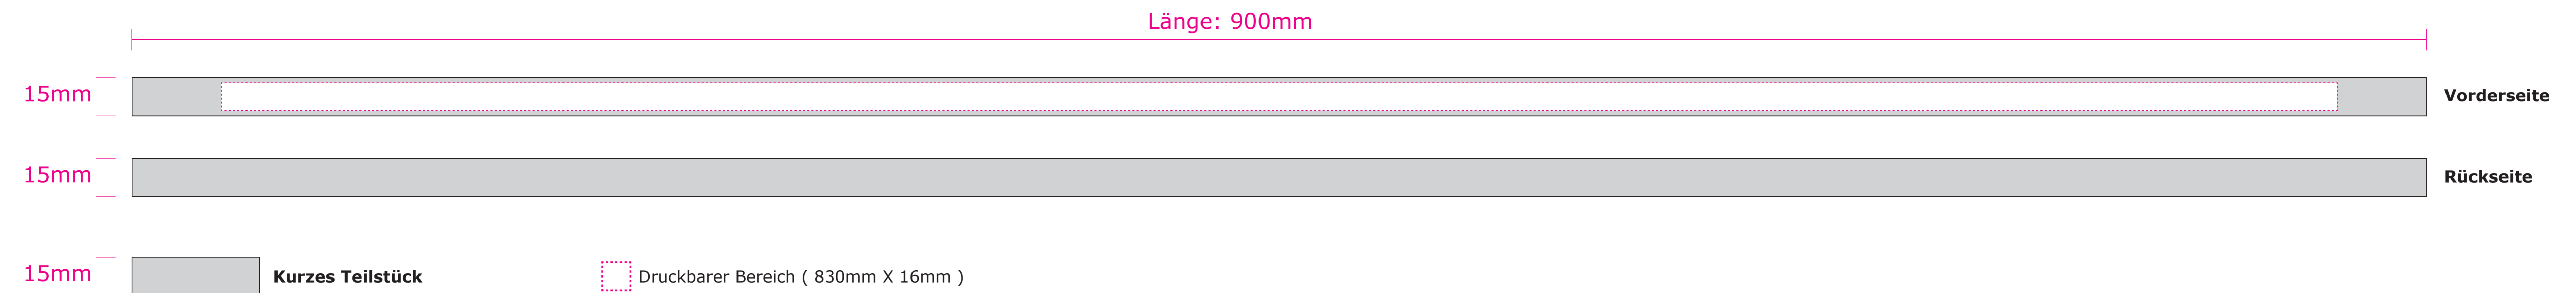 Länge: 900mm
15mm
Vorderseite
15mm
Rückseite
15mm
Kurzes Teilstück
Druckbarer Bereich ( 830mm X 16mm )